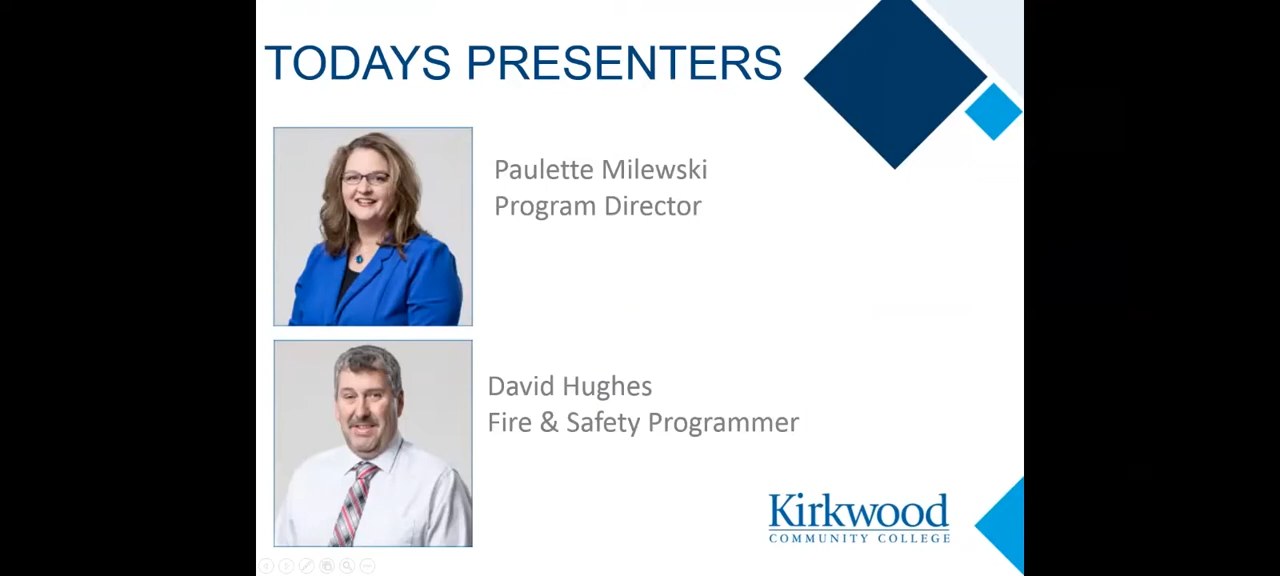 TODAYS PRESENTERS
Paulette Milewski
Program Director
David Hughes
Fire & Safety Programmer
Kirkwood
COMMUNITY COLLEGE